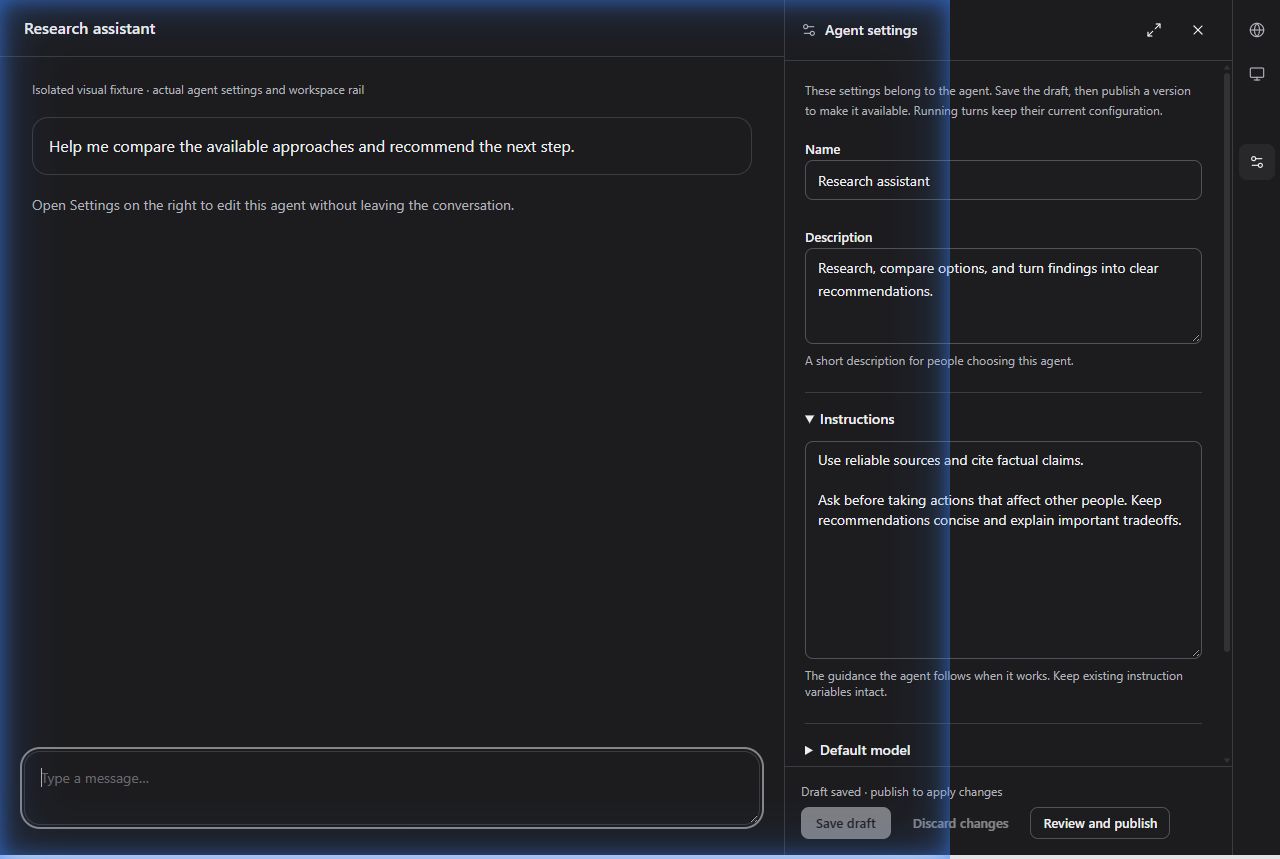 Research assistant
Isolated visual fixture · actual agent settings and workspace rail
Help me compare the available approaches and recommend the next step.
Open Settings on the right to edit this agent without leaving the conversation.
Type a message...
Agent settings
These settings belong to the agent. Save the draft, then publish a version
to make it available. Running turns keep their current configuration.
Name
Research assistant
Description
Research, compare options, and turn findings into clear
recommendations.
A short description for people choosing this agent.
Instructions
Use reliable sources and cite factual claims.
Ask before taking actions that affect other people. Keep
recommendations concise and explain important tradeoffs.
The guidance the agent follows when it works. Keep existing instruction
variables intact.
Default model
Draft saved · publish to apply changes
Save draft
Discard changes
Review and publish